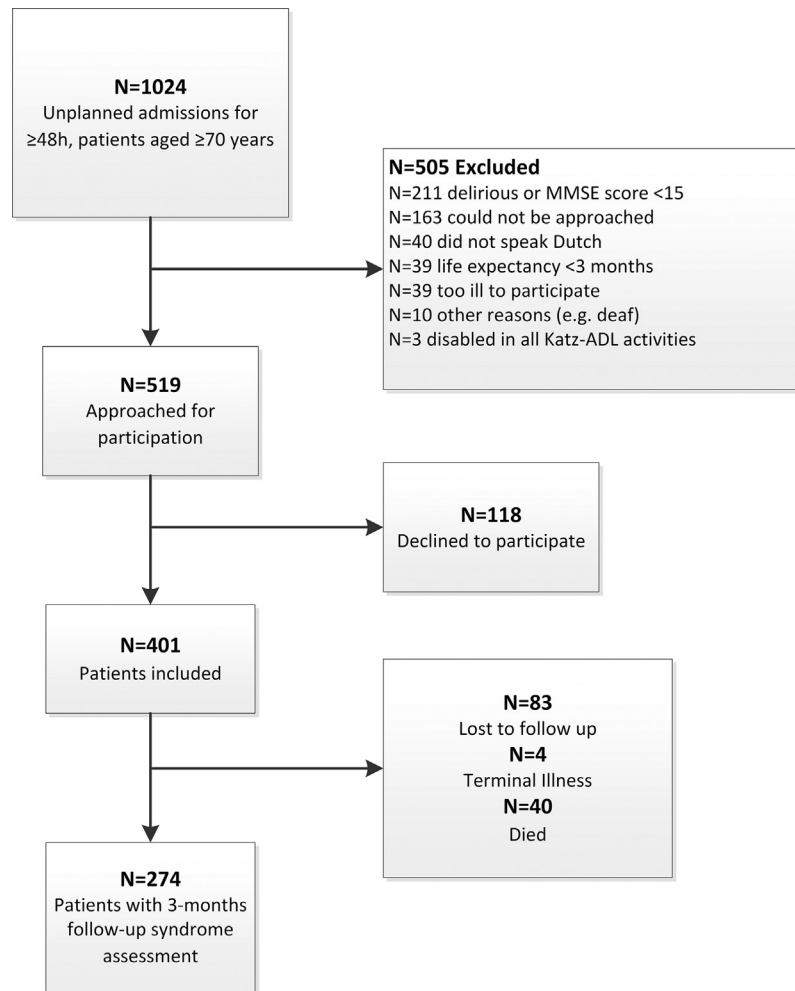 N=1024
Unplanned admissions for
≥48h, patients aged ≥70 years
N=505 Excluded
N=211 delirious or MMSE score <15
N=163 could not be approached
N=40 did not speak Dutch
N=39 life expectancy <3 months
N=39 too ill to participate
N=10 other reasons (e.g. deaf)
N=3 disabled in all Katz-ADL activities
N=519
Approached for
participation
N=118
Declined to participate
N=401
Patients included
N=83
Lost to follow up
N=4
Terminal Illness
N=40
Died
N=274
Patients with 3-months
follow-up syndrome
assessment